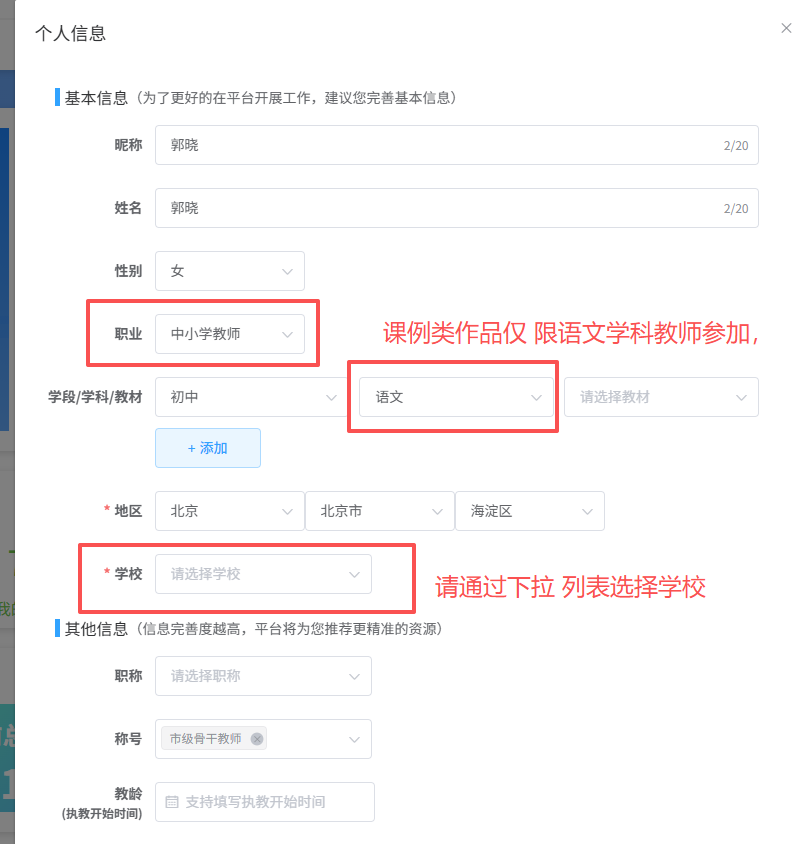 个人信息
基本信息（为了更好的在平台开展工作，建议您完善基本信息）
昵称 郭晓 2/20
姓名 郭晓 2/20
性别 女
职业 中小学教师
课例类作品仅 限语文学科教师参加，
学段/学科/教材 初中 语文 请选择教材
+ 添加
* 地区 北京 北京市 海淀区
* 学校 请选择学校
请通过下拉 列表选择学校
其他信息（信息完善度越高，平台将为您推荐更精准的资源）
职称 请选择职称
称号 市级骨干教师
教龄
(执教开始时间) 支持填写执教开始时间